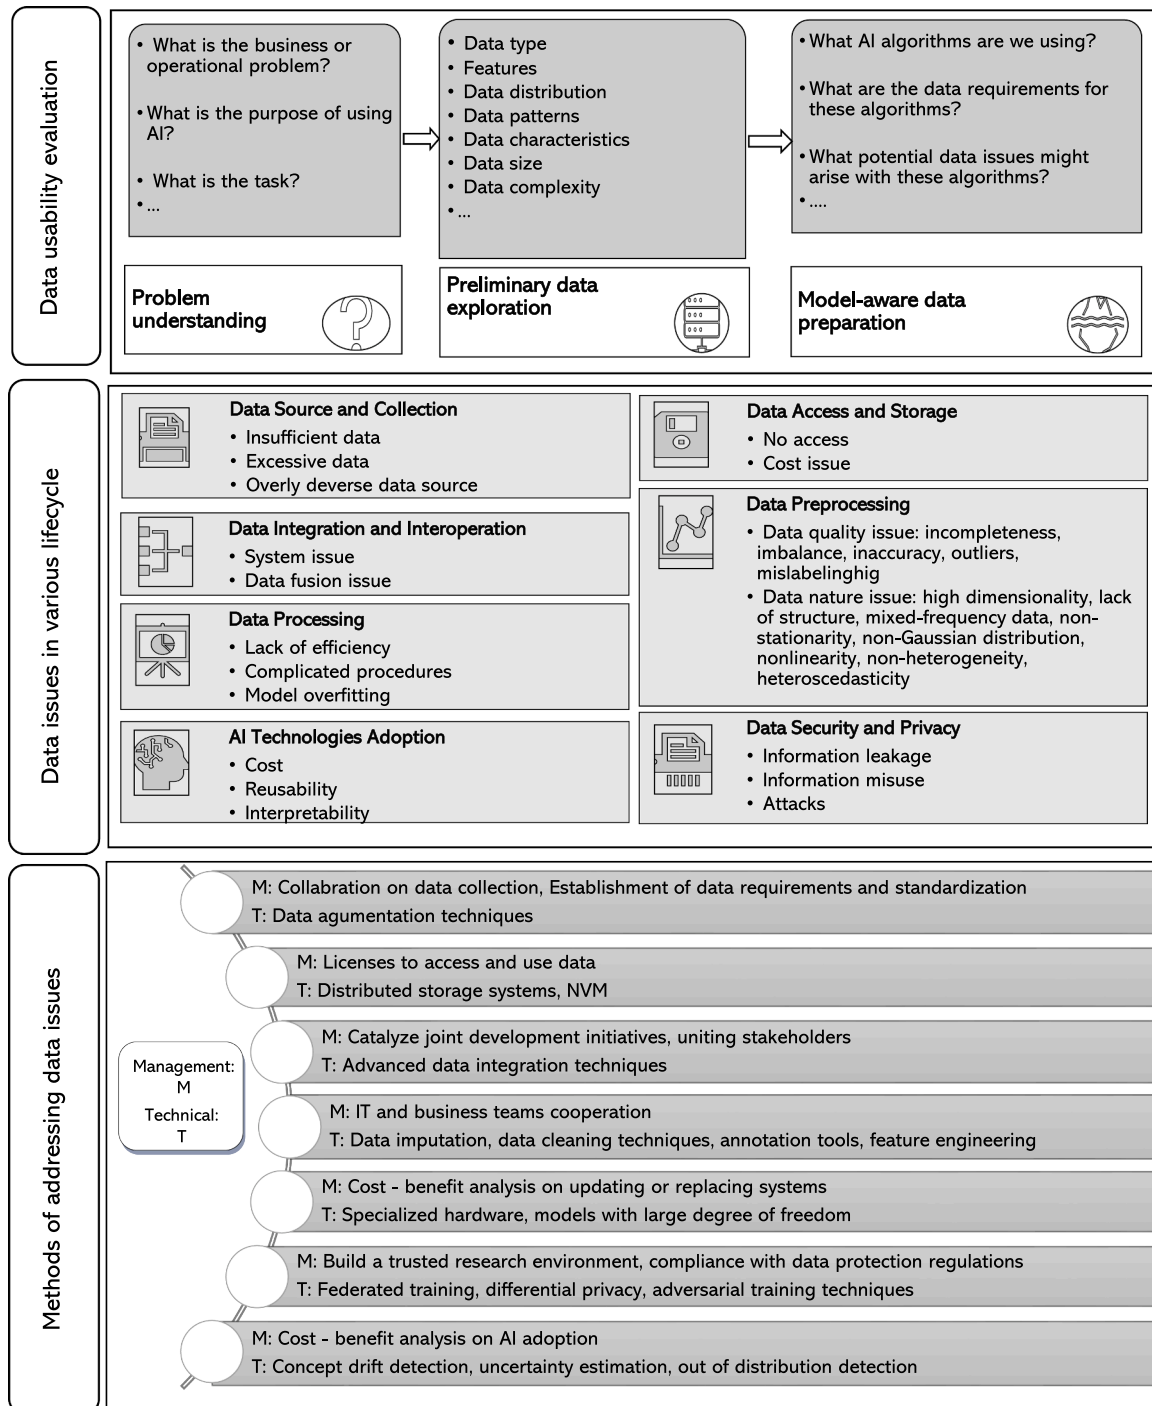 Data usability evaluation
• What is the business or
operational problem?
• What is the purpose of using
AI?
• What is the task?
• ...
• Data type
• Features
• Data distribution
• Data patterns
• Data characteristics
• Data size
• Data complexity
• ...
• What AI algorithms are we using?
• What are the data requirements for
these algorithms?
• What potential data issues might
arise with these algorithms?
• ....
Problem
understanding
Preliminary data
exploration
Model-aware data
preparation
Data issues in various lifecycle
Data Source and Collection
• Insufficient data
• Excessive data
• Overly deverse data source
Data Integration and Interoperation
• System issue
• Data fusion issue
Data Processing
• Lack of efficiency
• Complicated procedures
• Model overfitting
AI Technologies Adoption
• Cost
• Reusability
• Interpretability
Data Access and Storage
• No access
• Cost issue
Data Preprocessing
• Data quality issue: incompleteness,
imbalance, inaccuracy, outliers,
mislabelinghig
• Data nature issue: high dimensionality, lack
of structure, mixed-frequency data, non-
stationarity, non-Gaussian distribution,
nonlinearity, non-heterogeneity,
heteroscedasticity
Data Security and Privacy
• Information leakage
• Information misuse
• Attacks
Methods of addressing data issues
Management:
M
Technical:
T
M: Collabration on data collection, Establishment of data requirements and standardization
T: Data agumentation techniques
M: Licenses to access and use data
T: Distributed storage systems, NVM
M: Catalyze joint development initiatives, uniting stakeholders
T: Advanced data integration techniques
M: IT and business teams cooperation
T: Data imputation, data cleaning techniques, annotation tools, feature engineering
M: Cost - benefit analysis on updating or replacing systems
T: Specialized hardware, models with large degree of freedom
M: Build a trusted research environment, compliance with data protection regulations
T: Federated training, differential privacy, adversarial training techniques
M: Cost - benefit analysis on AI adoption
T: Concept drift detection, uncertainty estimation, out of distribution detection